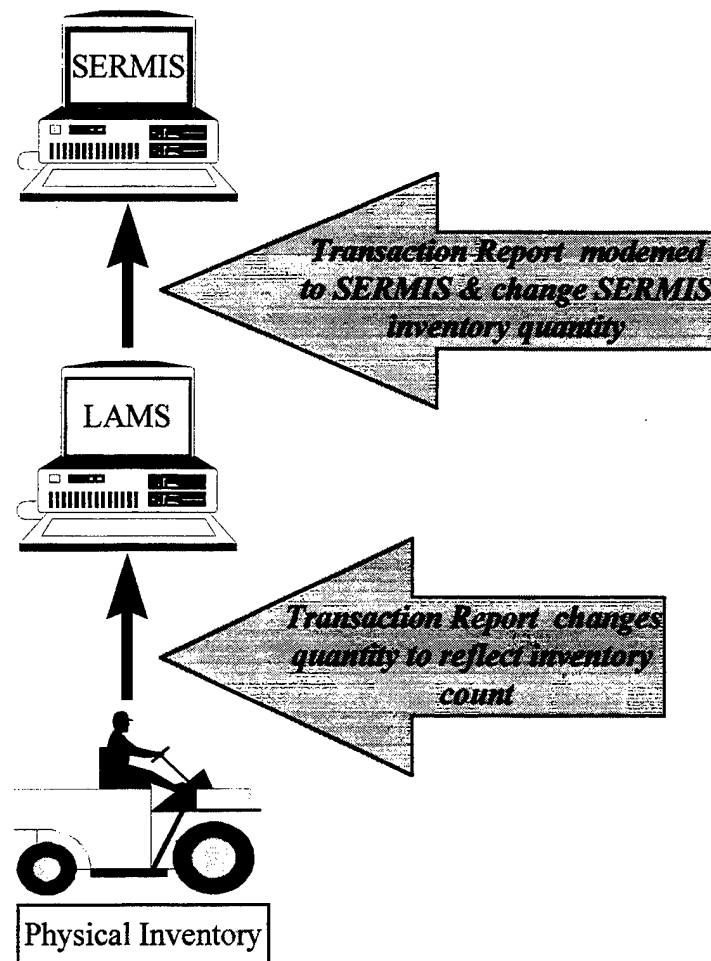 SERMIS
Transaction Report modemed
to SERMIS & change SERMIS
inventory quantity
LAMS
Transaction Report changes
quantity to reflect inventory
count
Physical Inventory